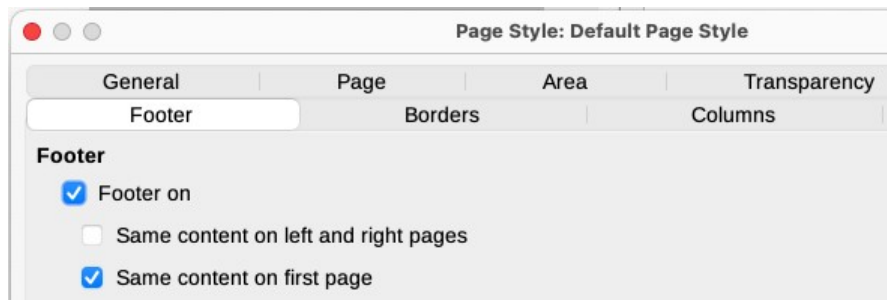 Page Style: Default Page Style
General Page Area Transparency
Footer Borders Columns
Footer
Footer on
Same content on left and right pages
Same content on first page